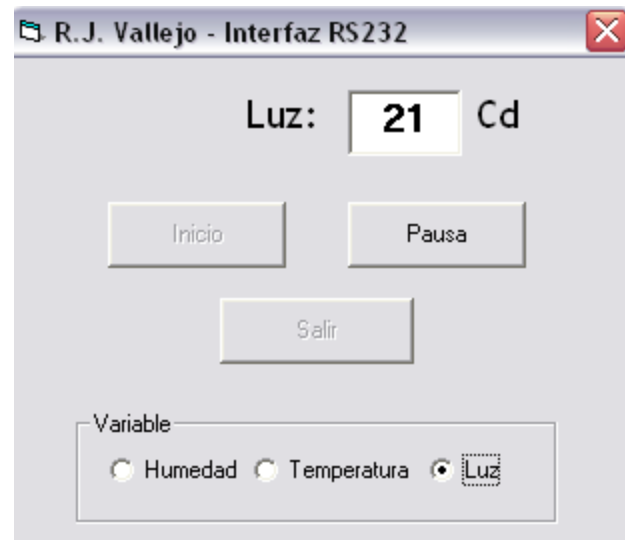 R.J. Vallejo - Interfaz RS232
Luz: 21 Cd
Inicio Pausa
Salir
Variable
Humedad Temperatura Luz